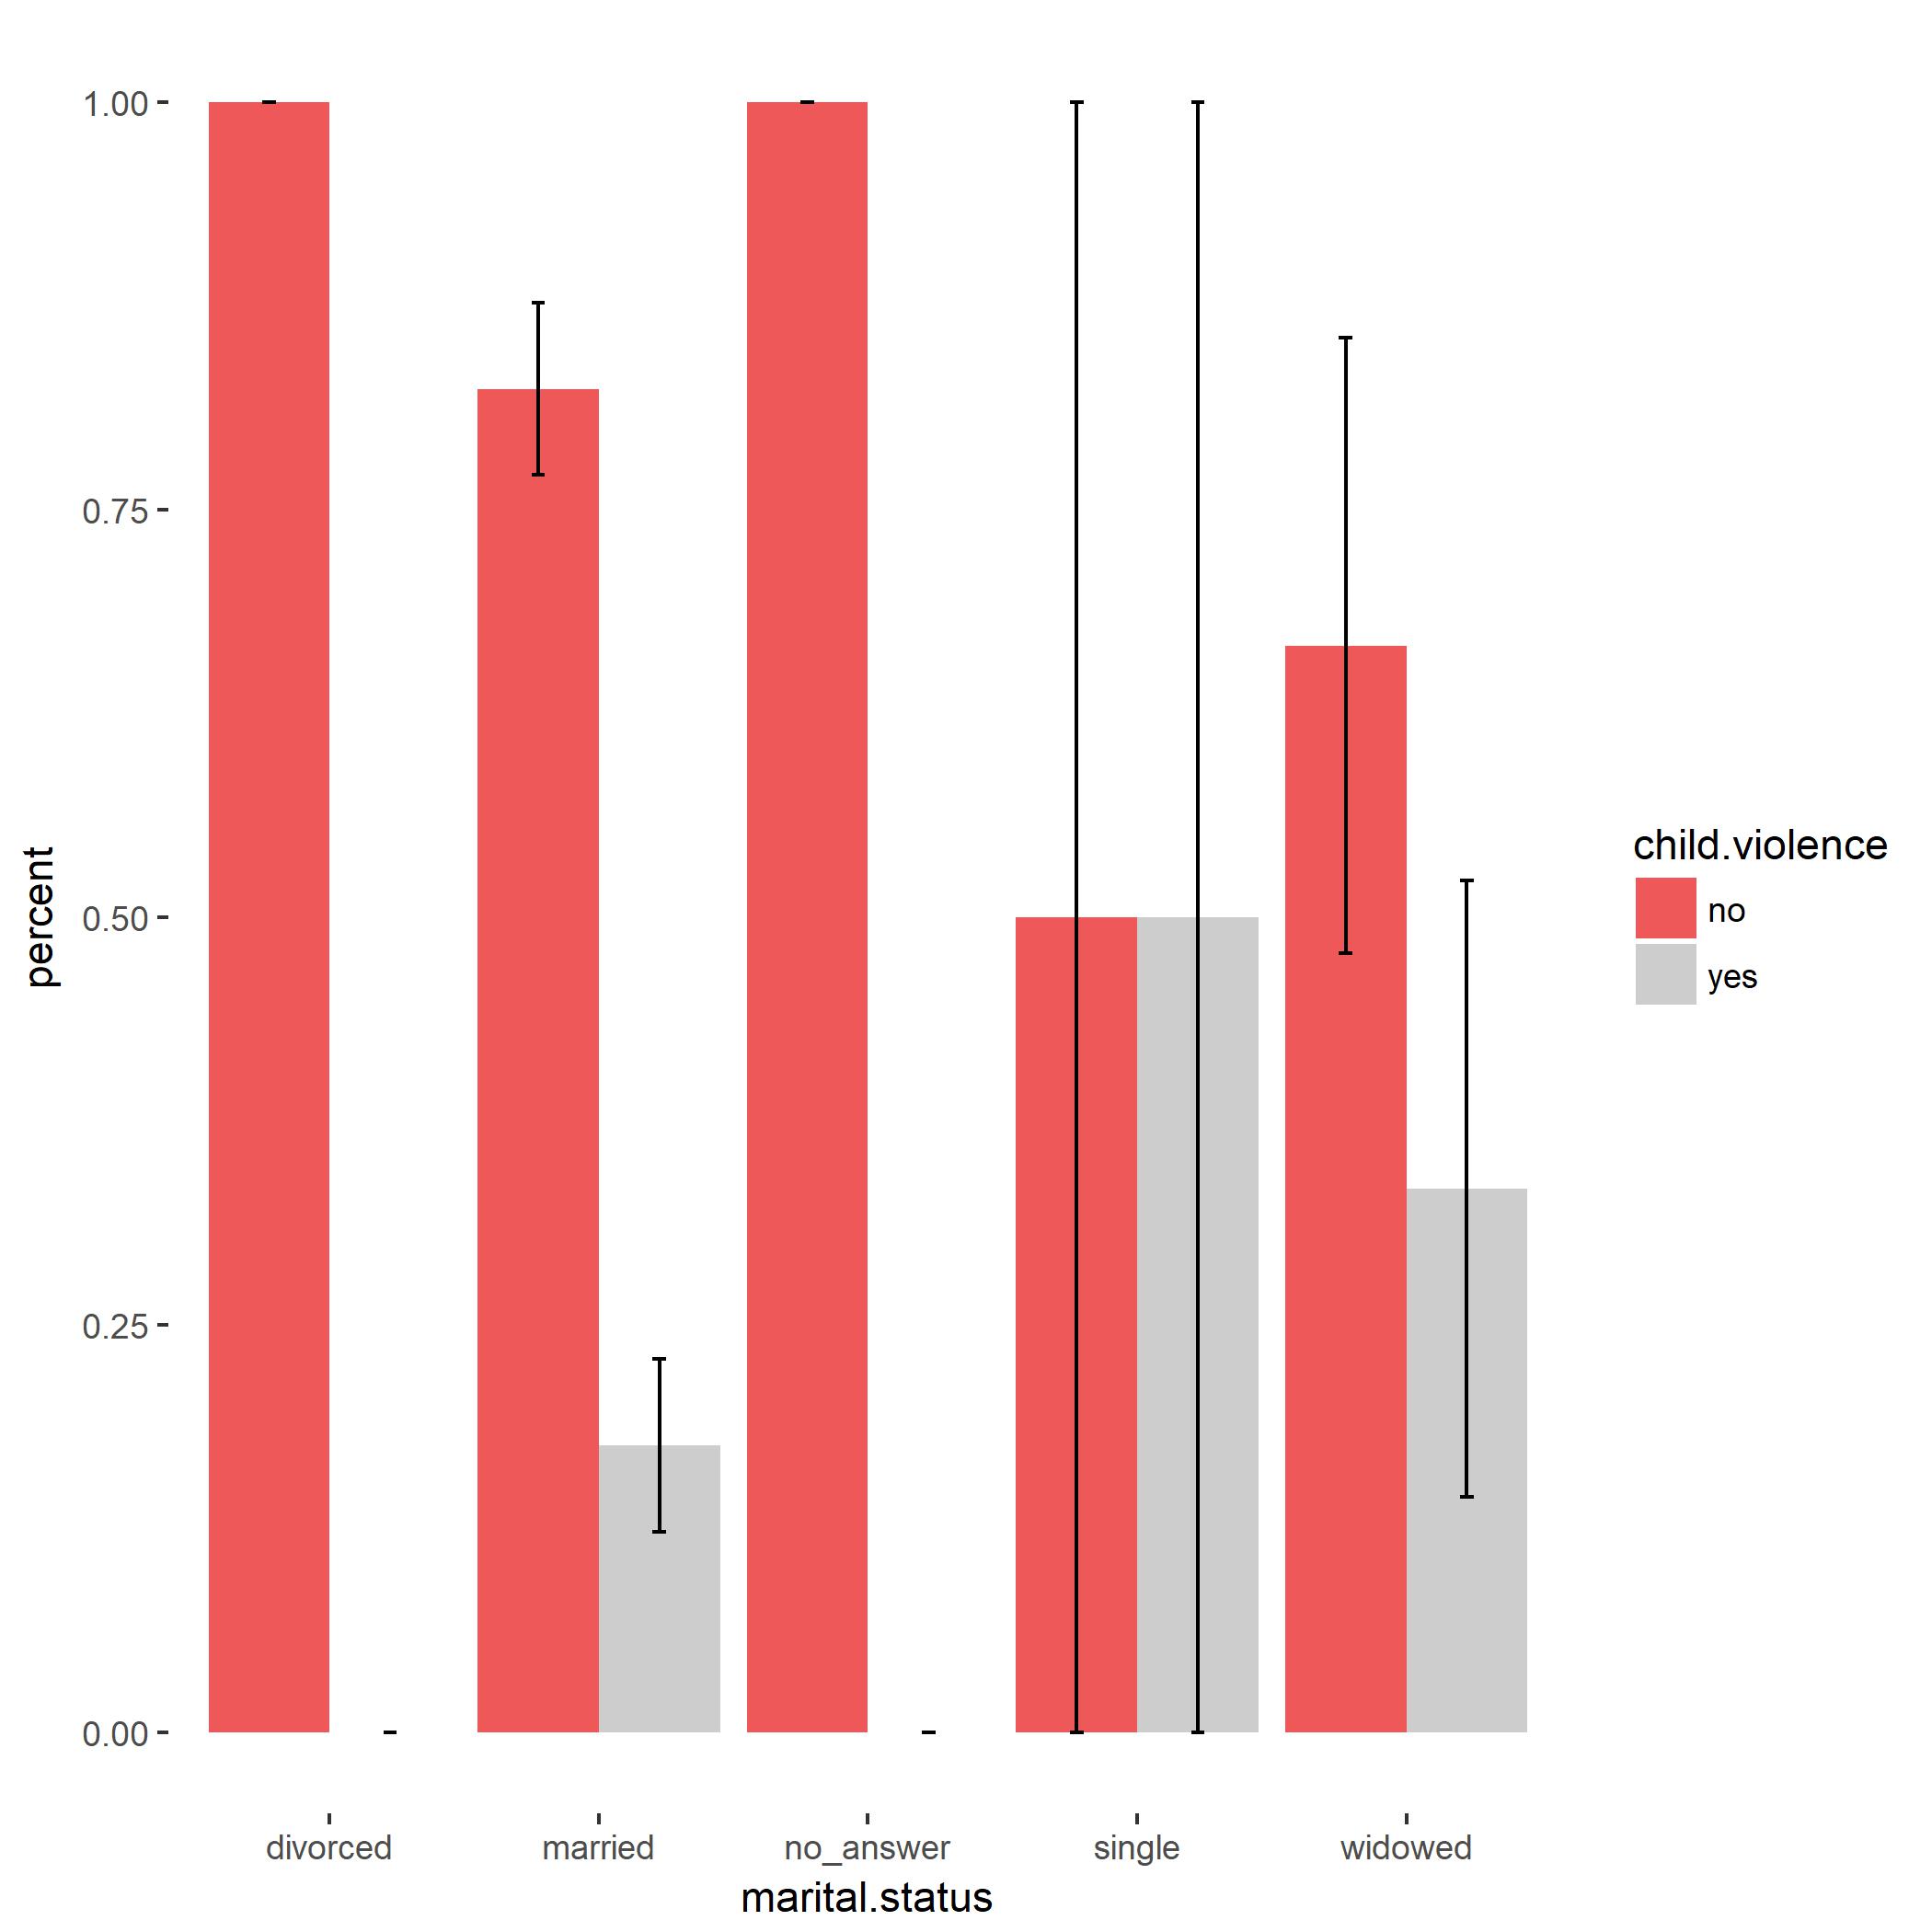 1.00
0.75
0.50
0.25
0.00
percent
divorced married no_answer single widowed
marital.status
child.violence
no
yes